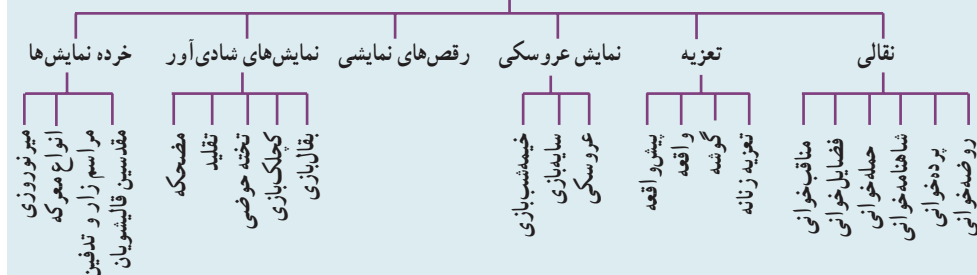 نقالی
تعزیه
نمایش عروسکی
رقص‌های نمایشی
نمایش‌های شادی‌آور
خرده نمایش‌ها
روضه‌خوانی
پرده‌خوانی
شاهنامه‌خوانی
حمله‌خوانی
فضایل‌خوانی
مناقب‌خوانی
تعزیه زنانه
گوشه
واقعه
پیش‌واقعه
عروسکی
سایه‌بازی
خیمه‌شب‌بازی
بقال‌بازی
کچلک‌بازی
تخته حوضی
تقلید
مضحکه
مقدسین قالیشویان
مراسم زار و تدفین
انواع معرکه
میر نوروزی